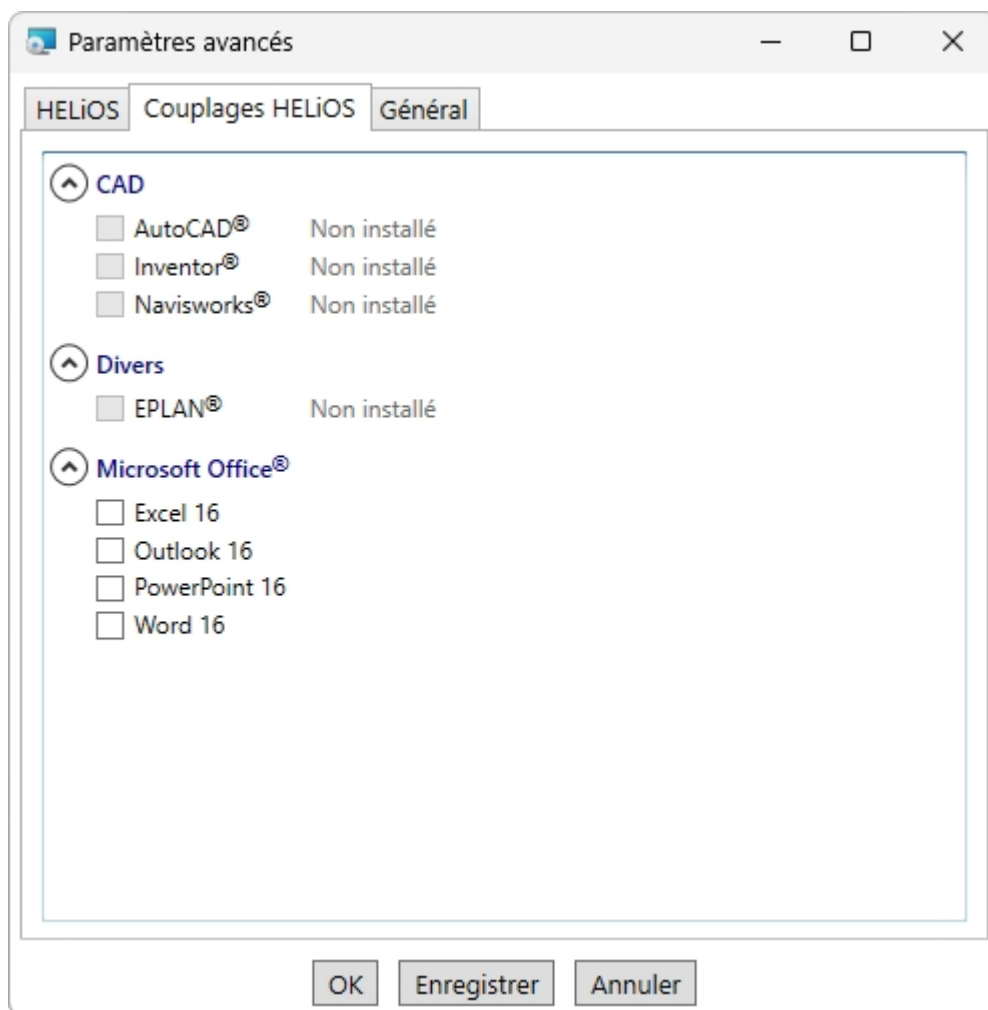 Paramètres avancés
HELiOS Couplages HELiOS Général
CAD
AutoCAD® Non installé
Inventor® Non installé
Navisworks® Non installé
Divers
EPLAN® Non installé
Microsoft Office®
Excel 16
Outlook 16
PowerPoint 16
Word 16
OK Enregistrer Annuler